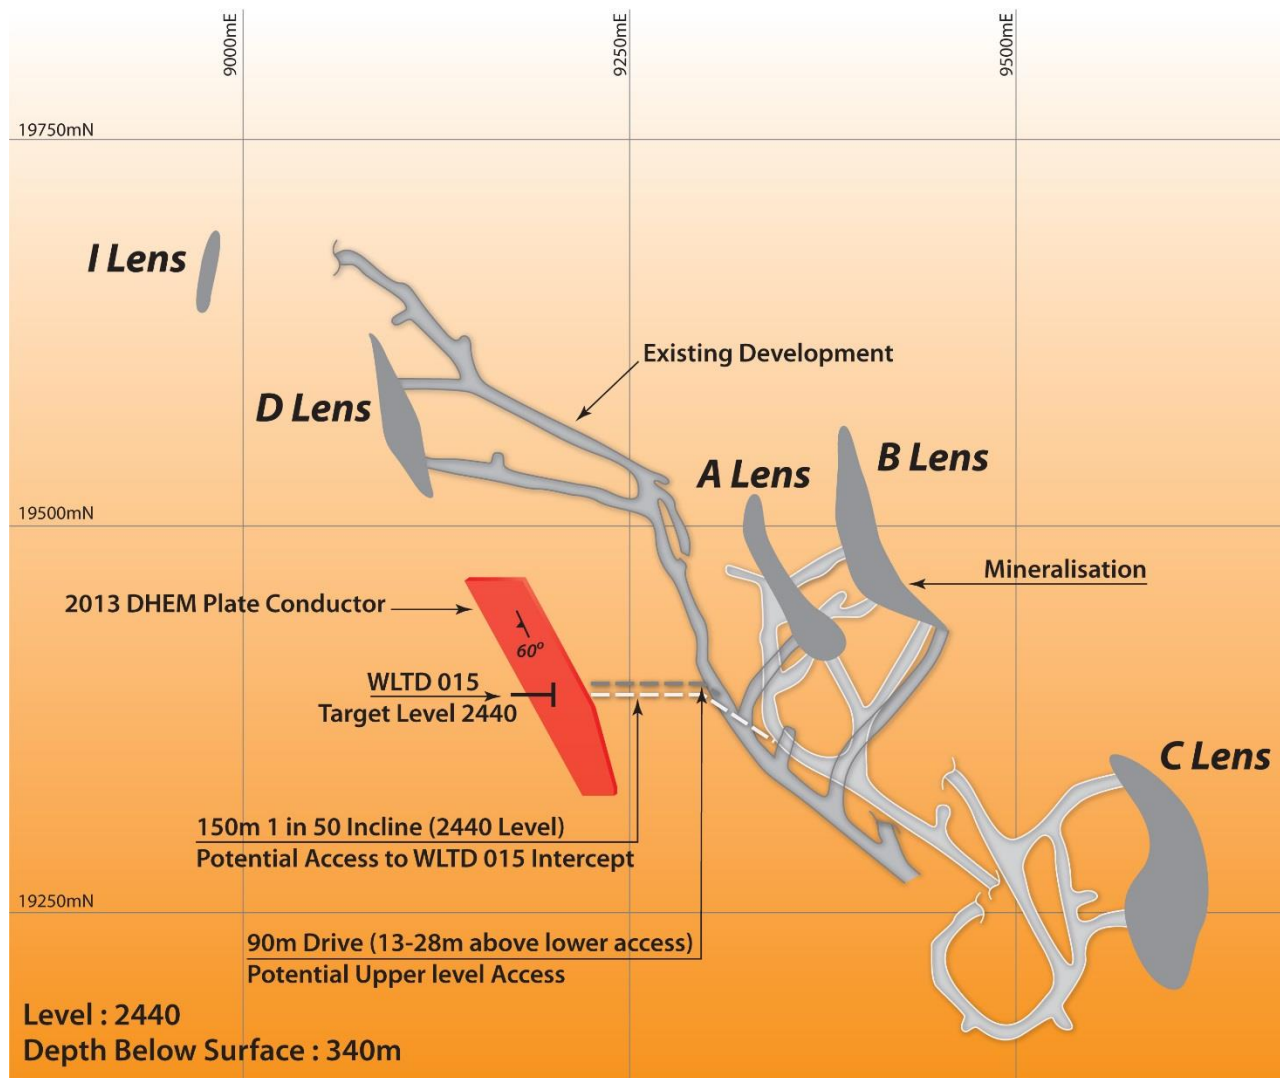 9000mE
9250mE
9500mE
19750mN
I Lens
Existing Development
D Lens
A Lens
B Lens
19500mN
Mineralisation
2013 DHEM Plate Conductor
60º
WLTD 015
Target Level 2440
C Lens
150m 1 in 50 Incline (2440 Level)
Potential Access to WLTD 015 Intercept
19250mN
90m Drive (13-28m above lower access)
Potential Upper level Access
Level : 2440
Depth Below Surface : 340m